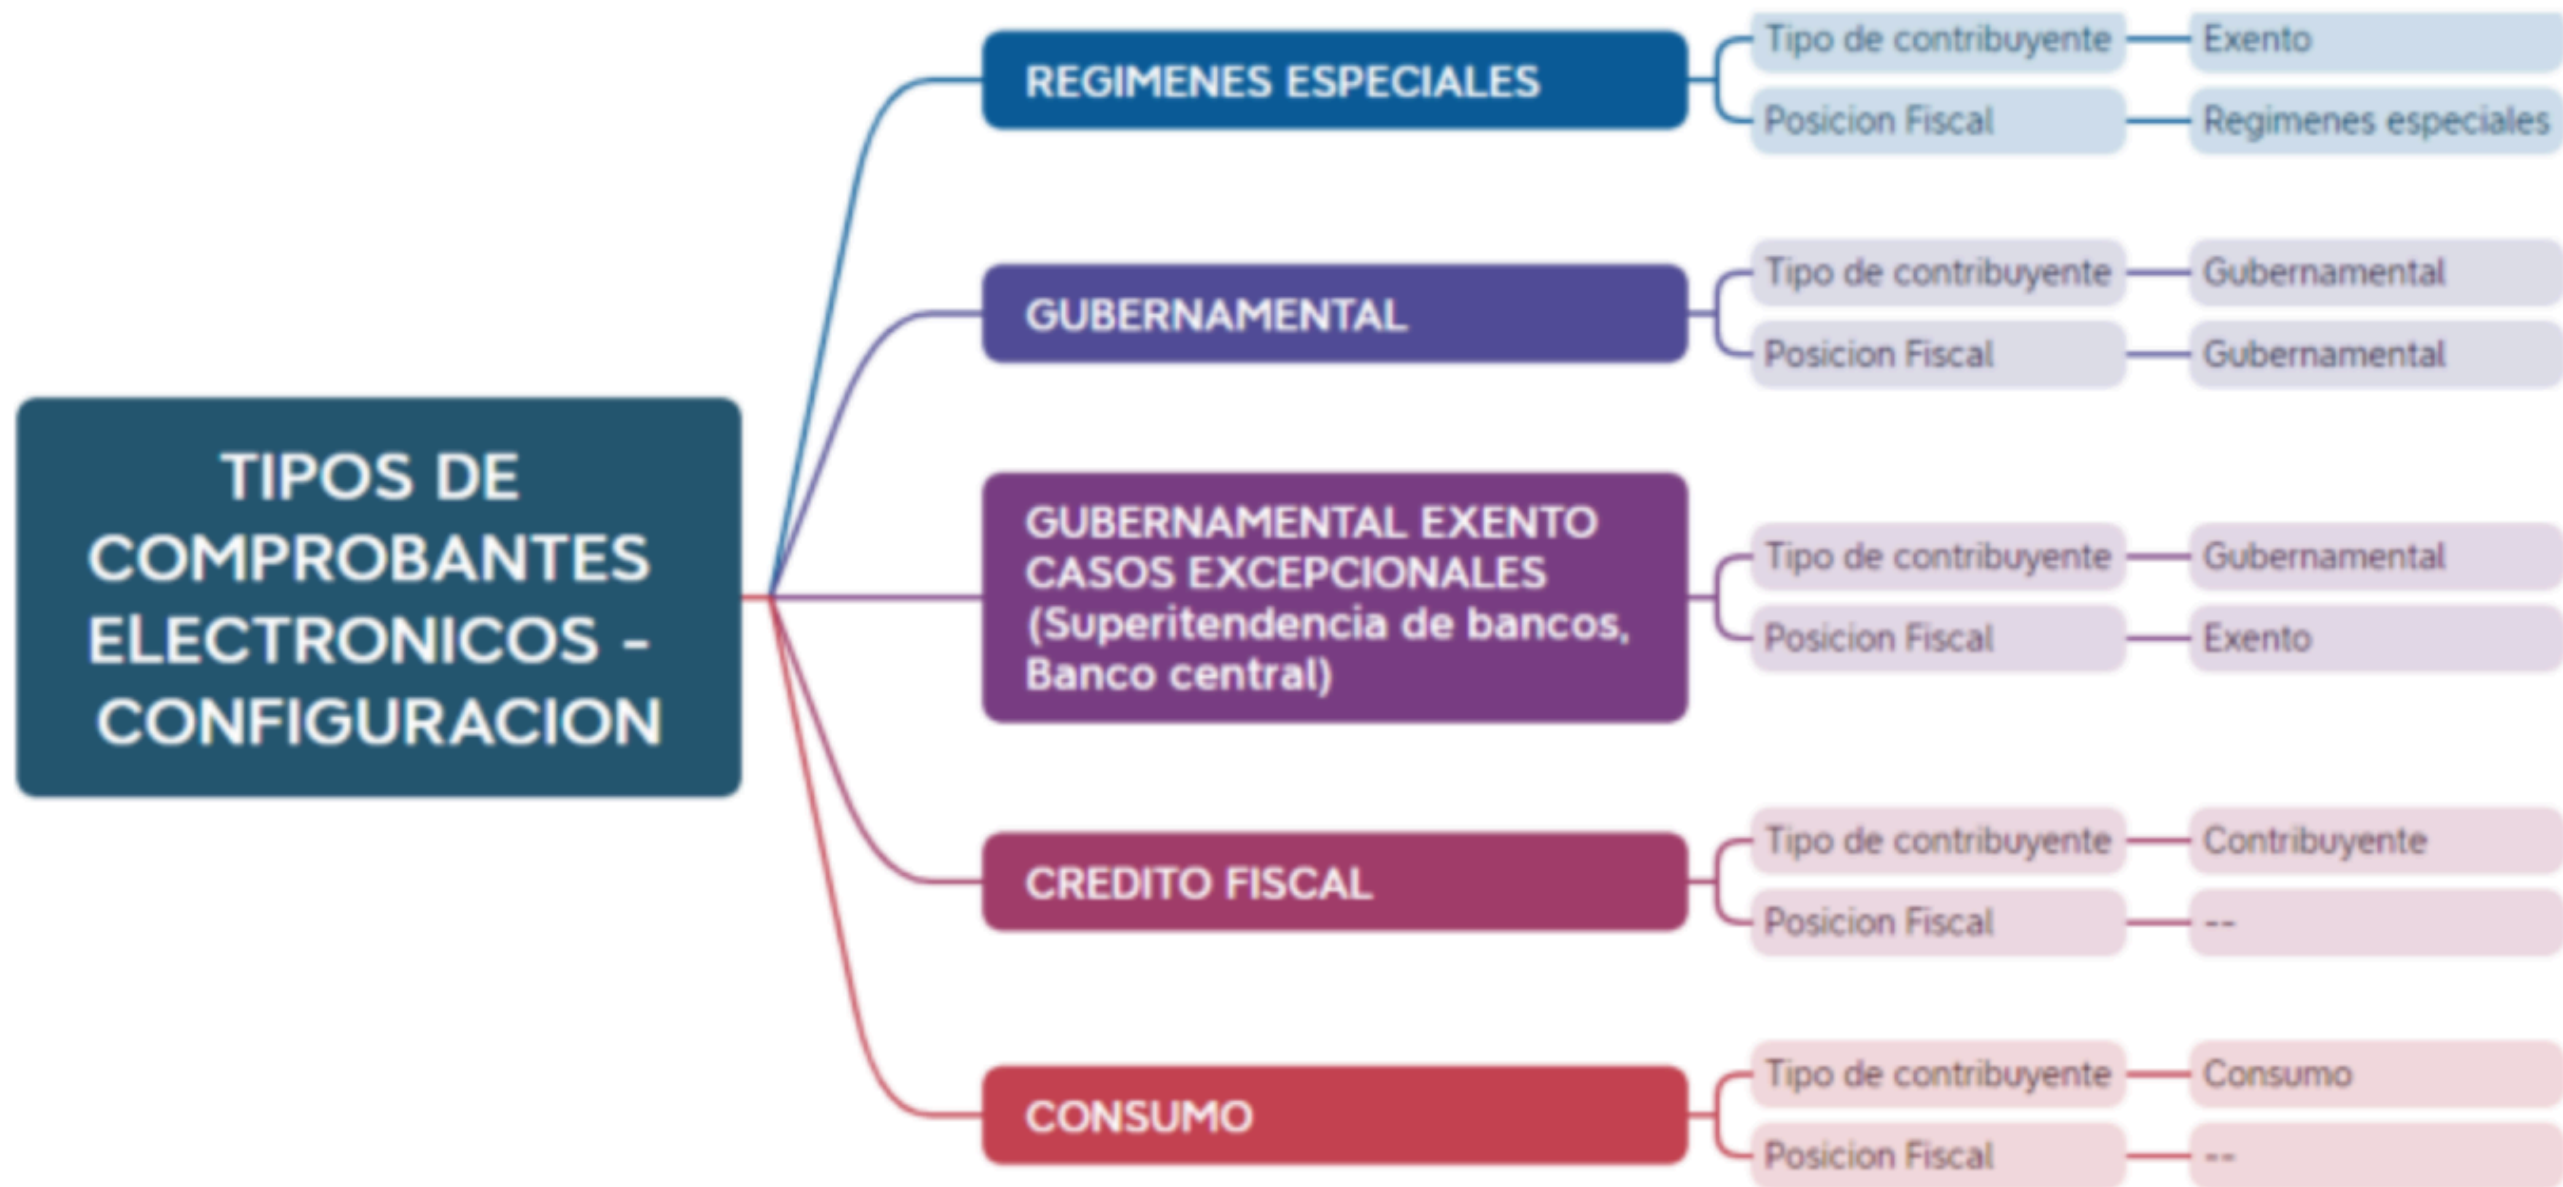 TIPOS DE
COMPROBANTES
ElECTRONICOS -
CONFIGURACION
REGIMENES ESPECIALES
Tipo de contribuyente
Exento
Posicion Fiscal
Regimenes especiales
GUBERNAMENTAL
Tipo de contribuyente
Gubernamental
Posicion Fiscal
Gubernamental
GUBERNAMENTAL EXENTO
CASOS EXCEPCIONALES
(Superitendencia de bancos,
Banco central)
Tipo de contribuyente
Gubernamental
Posicion Fiscal
Exento
CREDITO FISCAL
Tipo de contribuyente
Contribuyente
Posicion Fiscal
--
CONSUMO
Tipo de contribuyente
Consumo
Posicion Fiscal
--